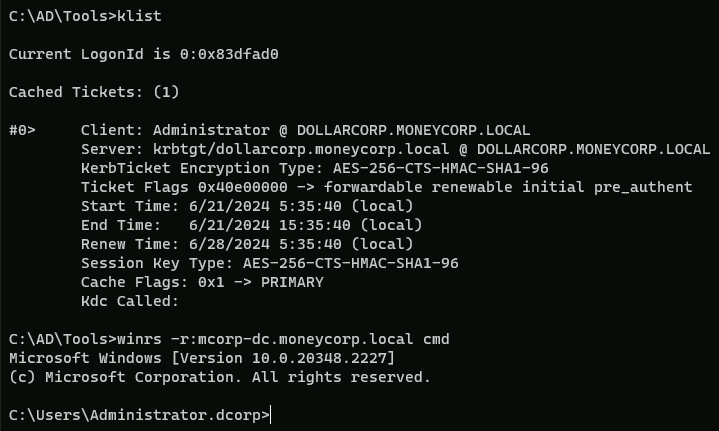 C:\AD\Tools>klist
Current LogonId is 0:0x83dfad0
Cached Tickets: (1)
#0>     Client: Administrator @ DOLLARCORP.MONEYCORP.LOCAL
        Server: krbtgt/dollarcorp.moneycorp.local @ DOLLARCORP.MONEYCORP.LOCAL
        KerbTicket Encryption Type: AES-256-CTS-HMAC-SHA1-96
        Ticket Flags 0x40e00000 -> forwardable renewable initial pre_authent
        Start Time: 6/21/2024 5:35:40 (local)
        End Time:   6/21/2024 15:35:40 (local)
        Renew Time: 6/28/2024 5:35:40 (local)
        Session Key Type: AES-256-CTS-HMAC-SHA1-96
        Cache Flags: 0x1 -> PRIMARY
        Kdc Called:
C:\AD\Tools>winrs -r:mcorp-dc.moneycorp.local cmd
Microsoft Windows [Version 10.0.20348.2227]
(c) Microsoft Corporation. All rights reserved.
C:\Users\Administrator.dcorp>